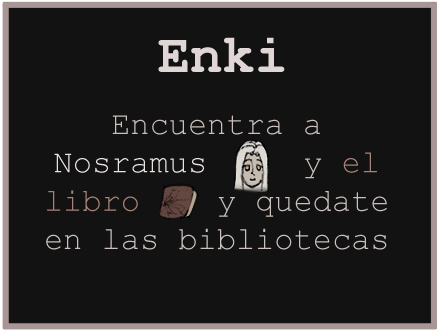 Enki
Encuentra a
Nosramus y el
libro y quedate
en las bibliotecas